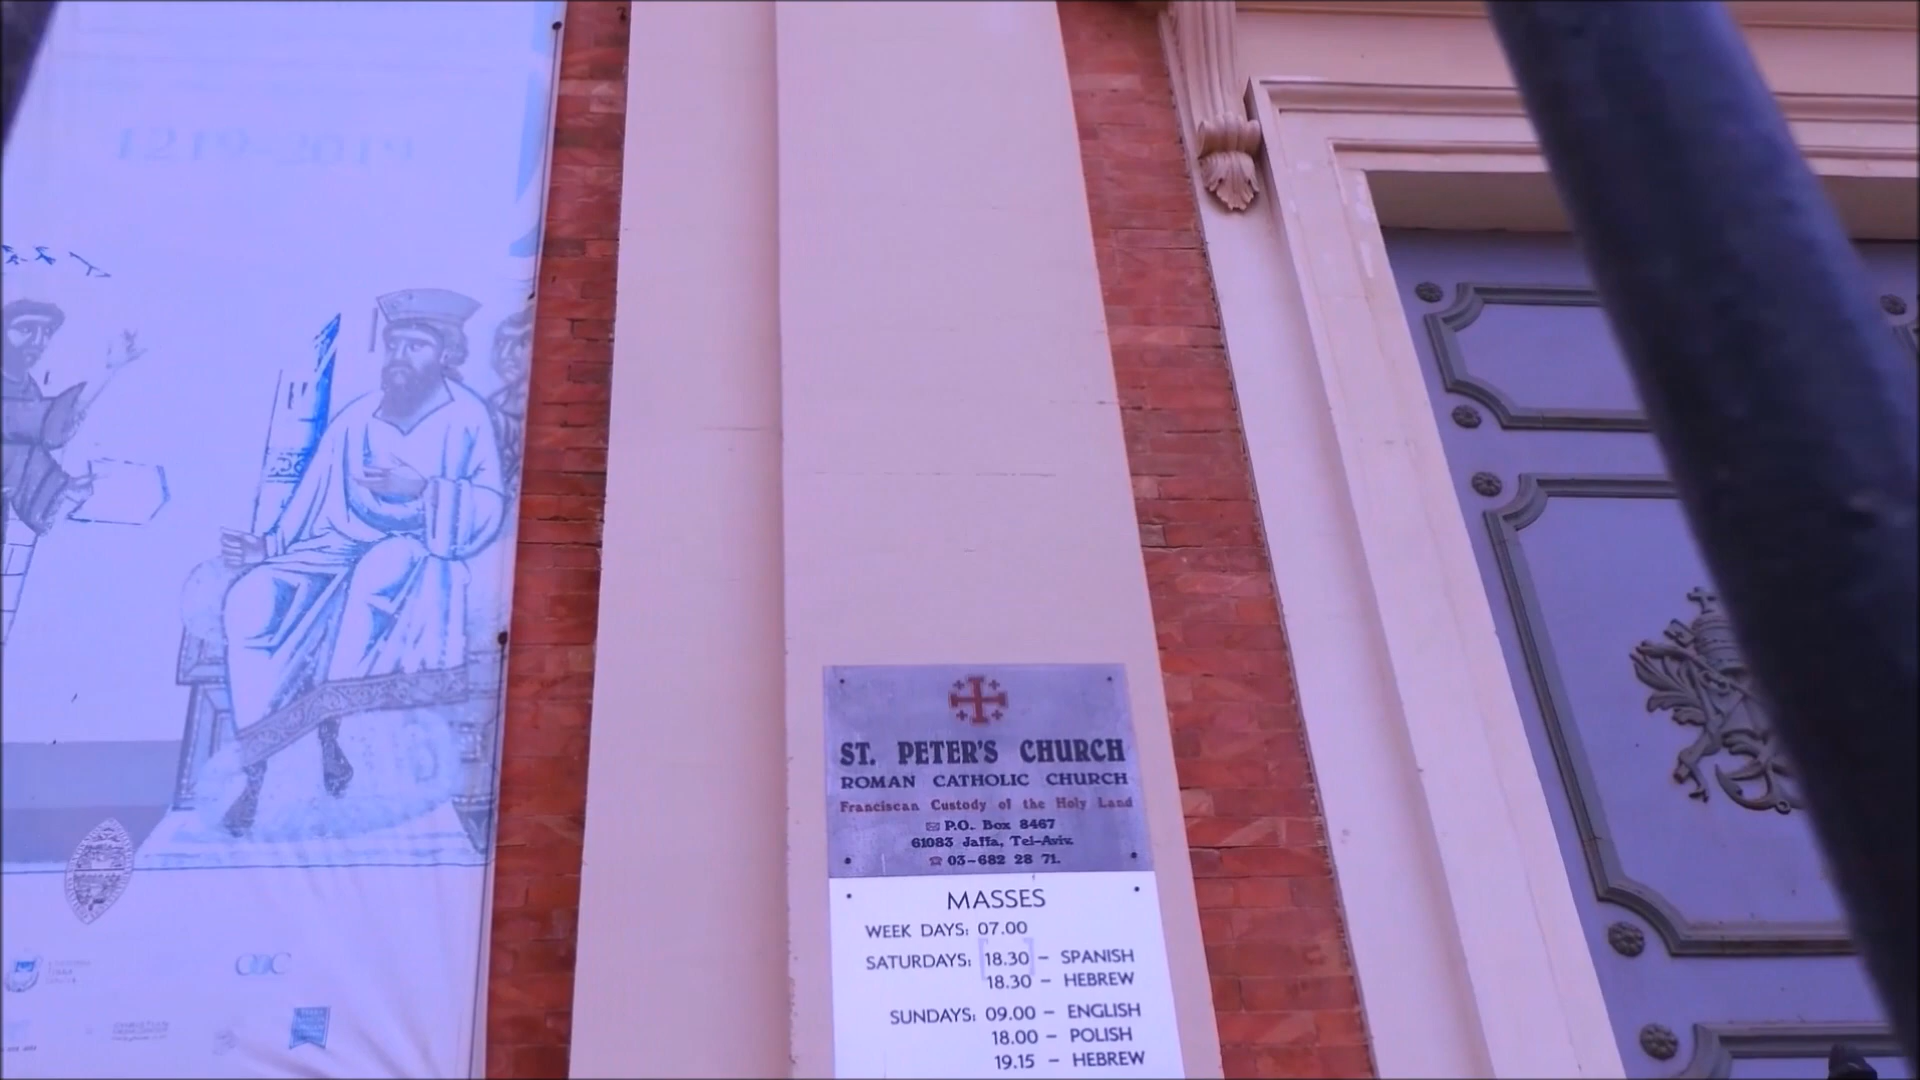 1219-2019
ST. PETER'S CHURCH
ROMAN CATHOLIC CHURCH
Franciscan Custody of the Holy Land
P.O. Box 8467
61083 Jaffa, Tel-Aviv.
03-682 28 71.
MASSES
WEEK DAYS: 07.00
SATURDAYS: 18.30 - SPANISH
18.30 - HEBREW
SUNDAYS: 09.00 - ENGLISH
18.00 - POLISH
19.15 - HEBREW